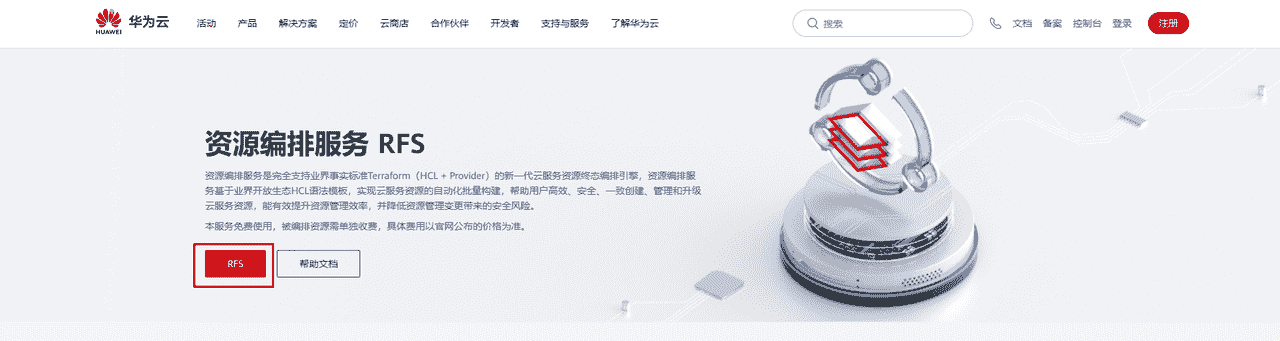 HUAWEI 华为云 活动 产品 解决方案 定价 云商店 合作伙伴 开发者 支持与服务 了解华为云 搜索 文档 备案 控制台 登录 注册
资源编排服务 RFS
资源编排服务是完全支持业界事实标准Terraform（HCL + Provider）的新一代云服务资源终态编排引擎，资源编排服
务基于业界开放生态HCL语法模板，实现云服务资源的自动化批量构建，帮助用户高效、安全、一致创建、管理和升级
云服务资源，能有效提升资源管理效率，并降低资源管理变更带来的安全风险。
本服务免费使用，被编排资源需单独收费，具体费用以官网公布的价格为准。
RFS 帮助文档